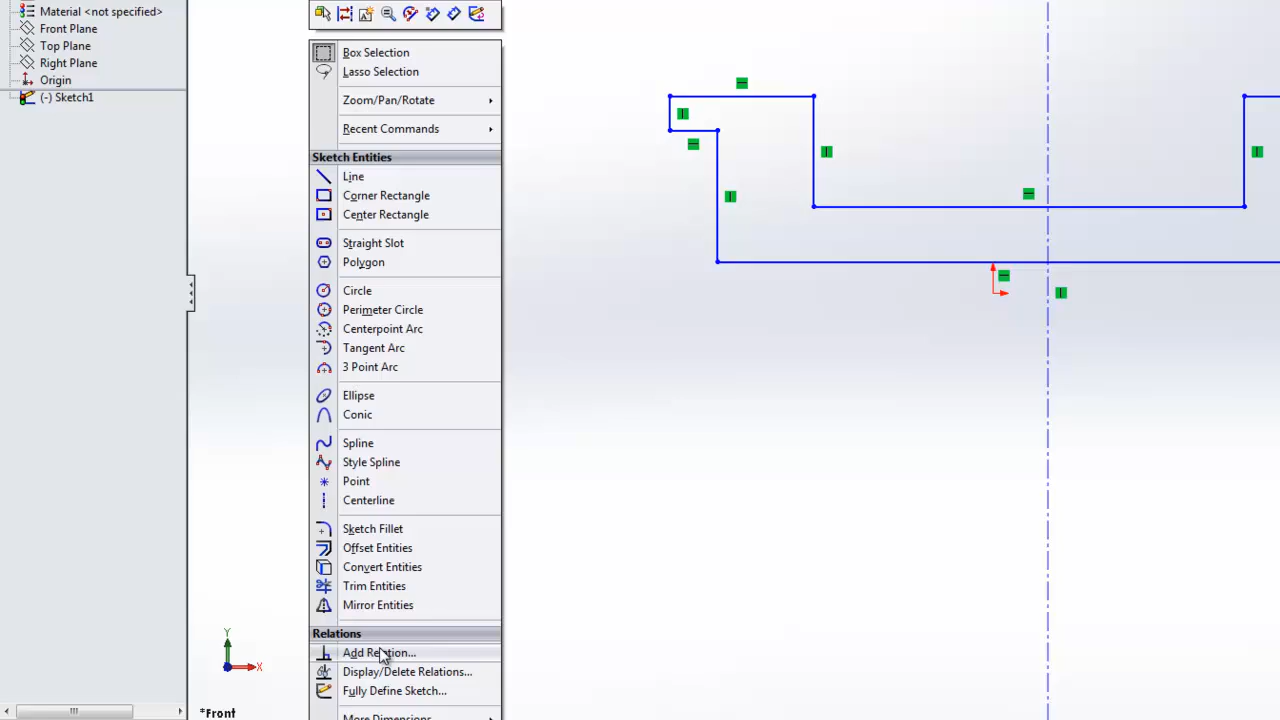 Material <not specified>
Front Plane
Top Plane
Right Plane
Origin
(-) Sketch1
Box Selection
Lasso Selection
Zoom/Pan/Rotate
Recent Commands
Sketch Entities
Line
Corner Rectangle
Center Rectangle
Straight Slot
Polygon
Circle
Perimeter Circle
Centerpoint Arc
Tangent Arc
3 Point Arc
Ellipse
Conic
Spline
Style Spline
Point
Centerline
Sketch Fillet
Offset Entities
Convert Entities
Trim Entities
Mirror Entities
Relations
Add Relation...
Display/Delete Relations...
Fully Define Sketch...
More Dimensions
Y
X
*Front